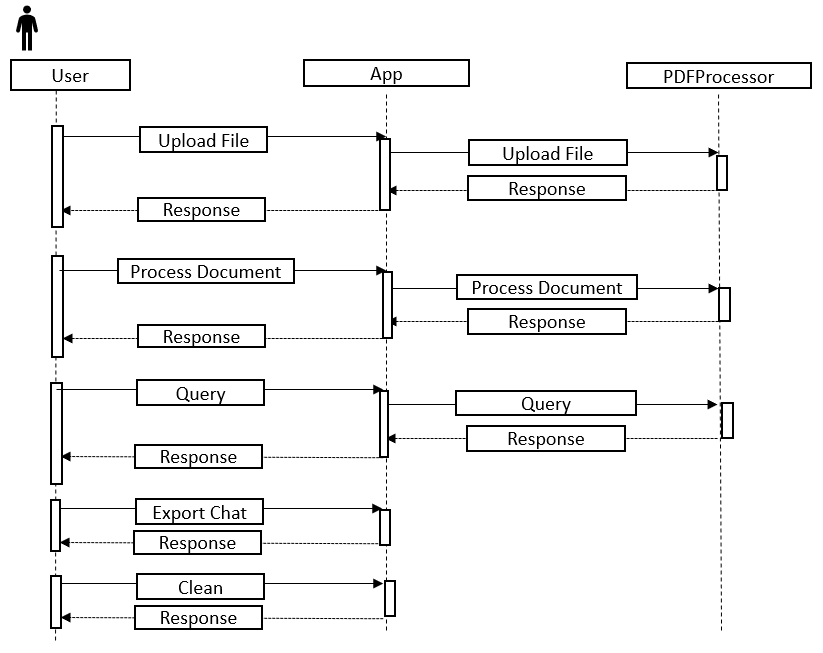 User
App
PDFProcessor
Upload File
Upload File
Response
Response
Process Document
Process Document
Response
Response
Query
Query
Response
Response
Export Chat
Response
Clean
Response